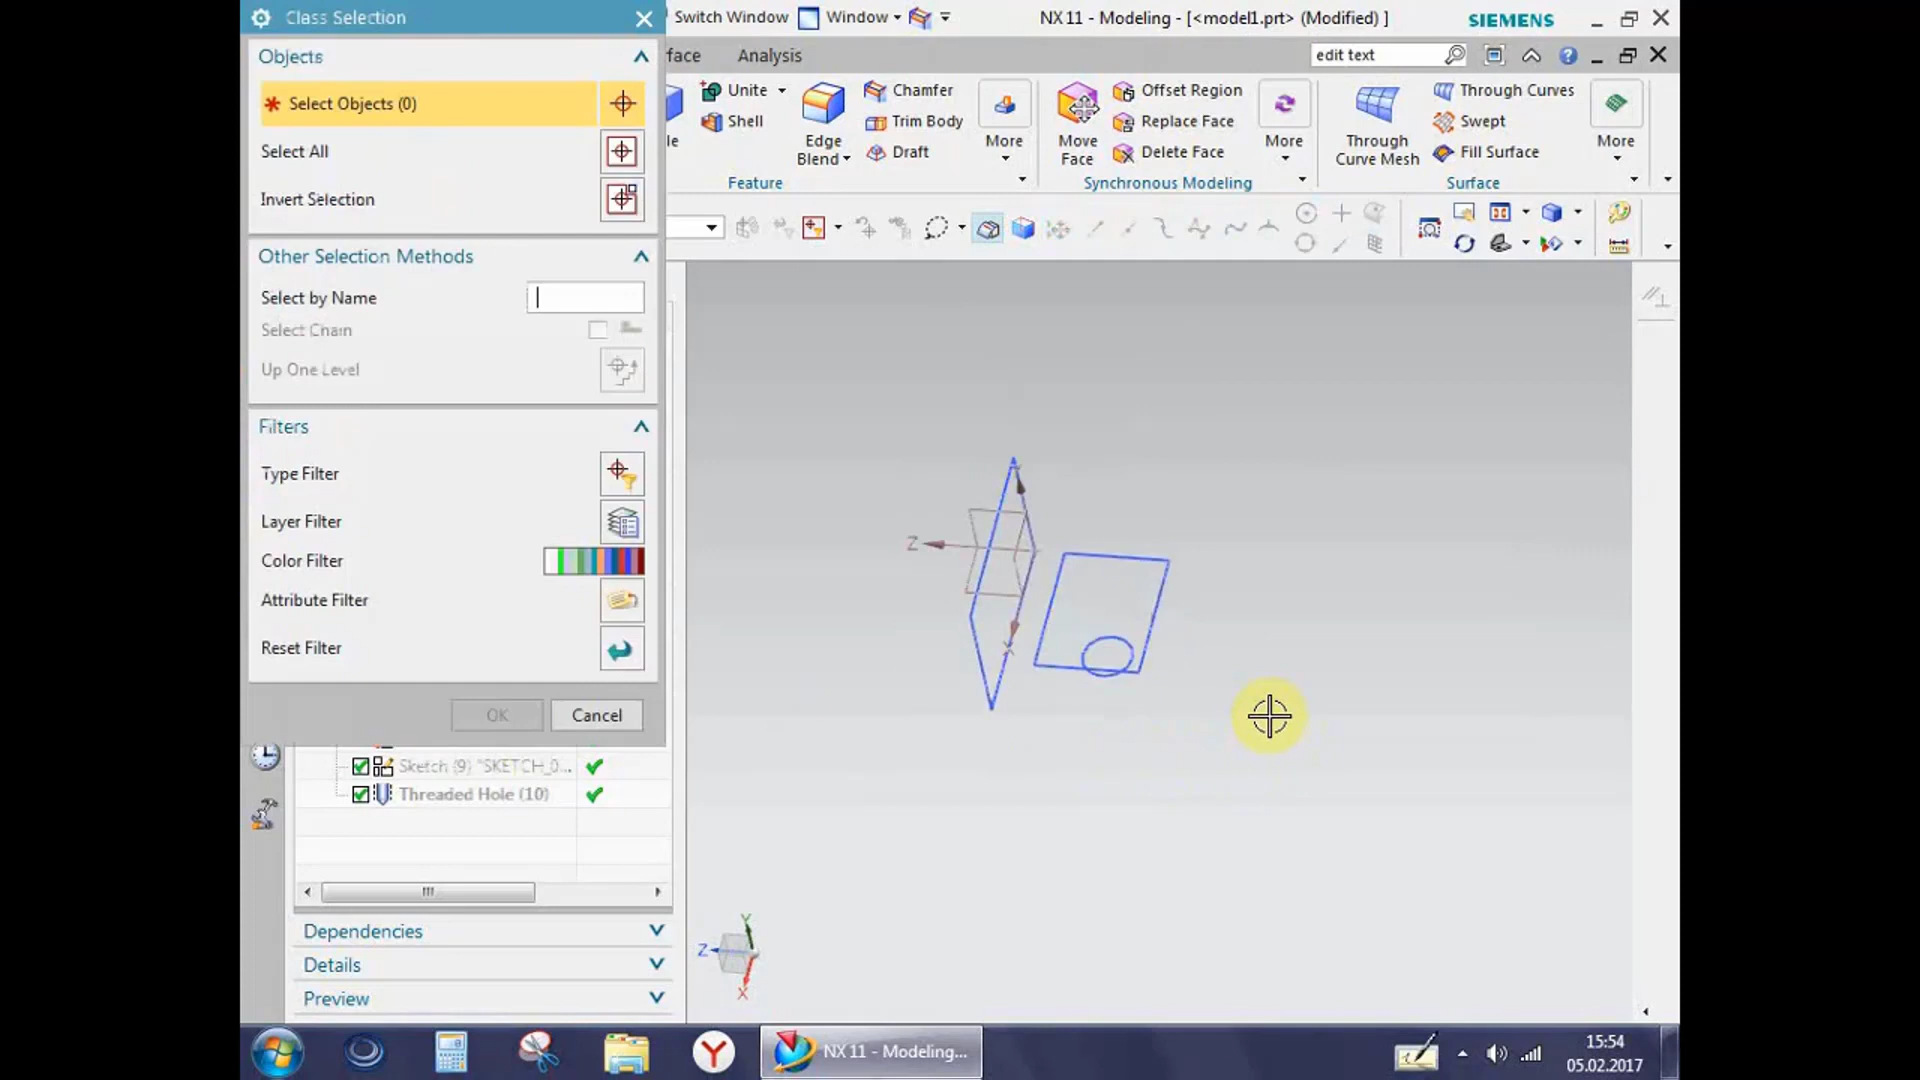 Class Selection
Switch Window
Window
NX 11 - Modeling - [<model1.prt> (Modified) ]
SIEMENS
Objects
face
Analysis
edit text
Select Objects (0)
Unite
Chamfer
Offset Region
Through Curves
Shell
Trim Body
Replace Face
Swept
Select All
le
Edge
Blend
Draft
More
Move
Face
Delete Face
More
Through
Curve Mesh
Fill Surface
More
Feature
Synchronous Modeling
Surface
Invert Selection
Other Selection Methods
Select by Name
Select Chain
Up One Level
Filters
Type Filter
Layer Filter
Color Filter
Attribute Filter
Reset Filter
Z
X
OK
Cancel
Sketch (9) "SKETCH_0...
Threaded Hole (10)
Dependencies
Details
Preview
Y
Z
X
NX 11 - Modeling...
15:54
05.02.2017